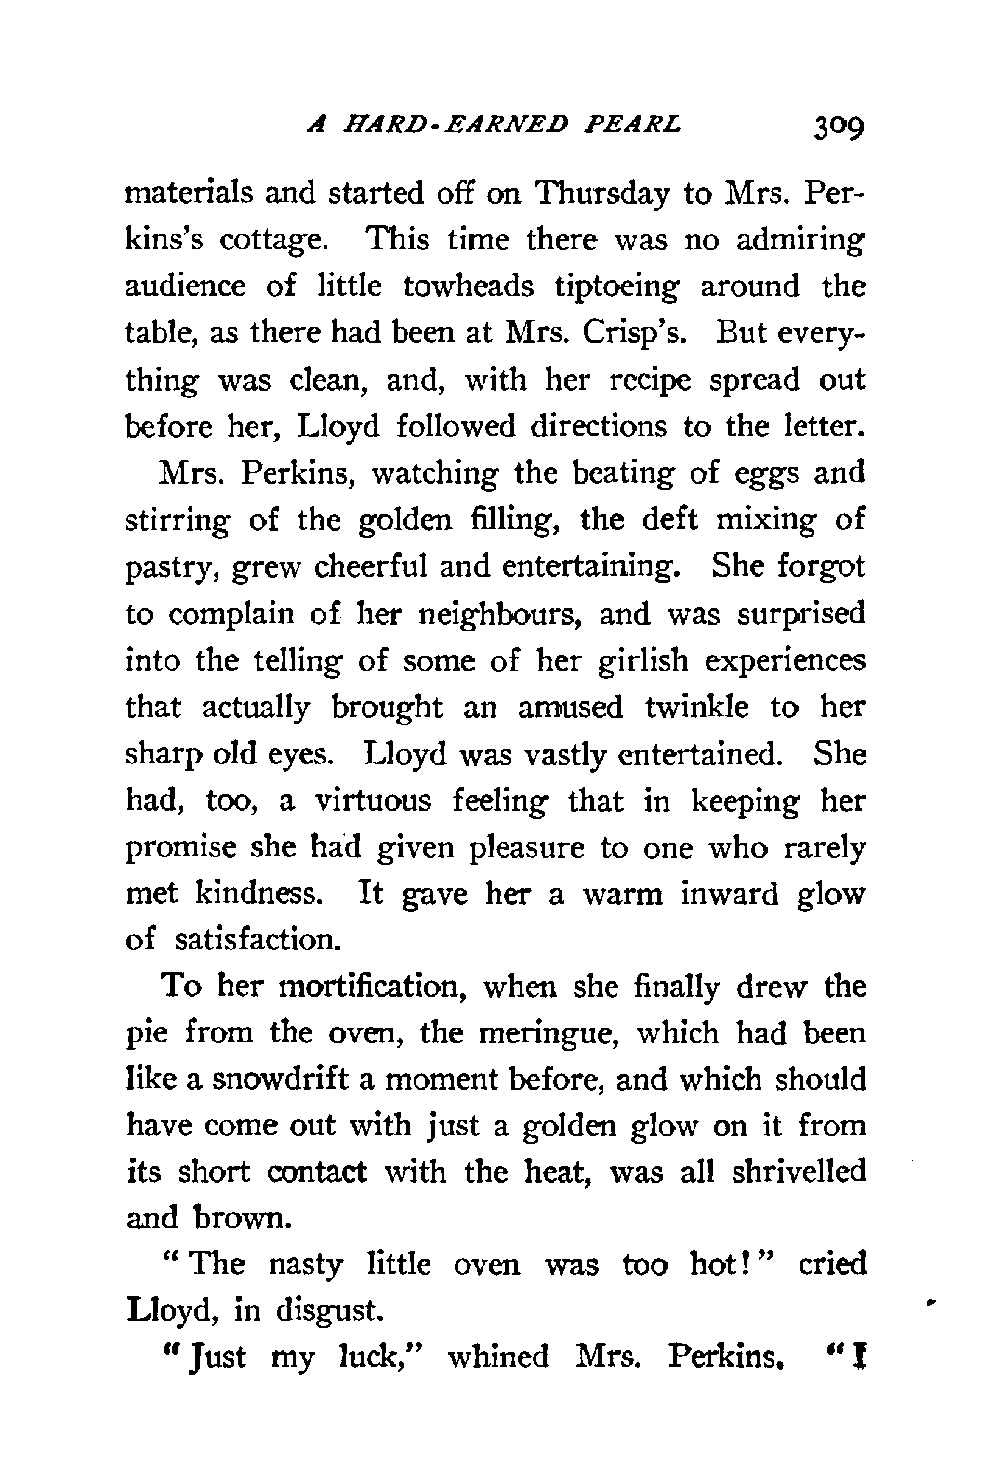 A HARD-EARNED PEARL 309
materials and started off on Thursday to Mrs. Per-
kins's cottage. This time there was no admiring
audience of little towheads tiptoeing around the
table, as there had been at Mrs. Crisp's. But every-
thing was clean, and, with her recipe spread out
before her, Lloyd followed directions to the letter.
Mrs. Perkins, watching the beating of eggs and
stirring of the golden filling, the deft mixing of
pastry, grew cheerful and entertaining. She forgot
to complain of her neighbours, and was surprised
into the telling of some of her girlish experiences
that actually brought an amused twinkle to her
sharp old eyes. Lloyd was vastly entertained. She
had, too, a virtuous feeling that in keeping her
promise she had given pleasure to one who rarely
met kindness. It gave her a warm inward glow
of satisfaction.
To her mortification, when she finally drew the
pie from the oven, the meringue, which had been
like a snowdrift a moment before, and which should
have come out with just a golden glow on it from
its short contact with the heat, was all shrivelled
and brown.
"The nasty little oven was too hot!" cried
Lloyd, in disgust.
"Just my luck," whined Mrs. Perkins. "I